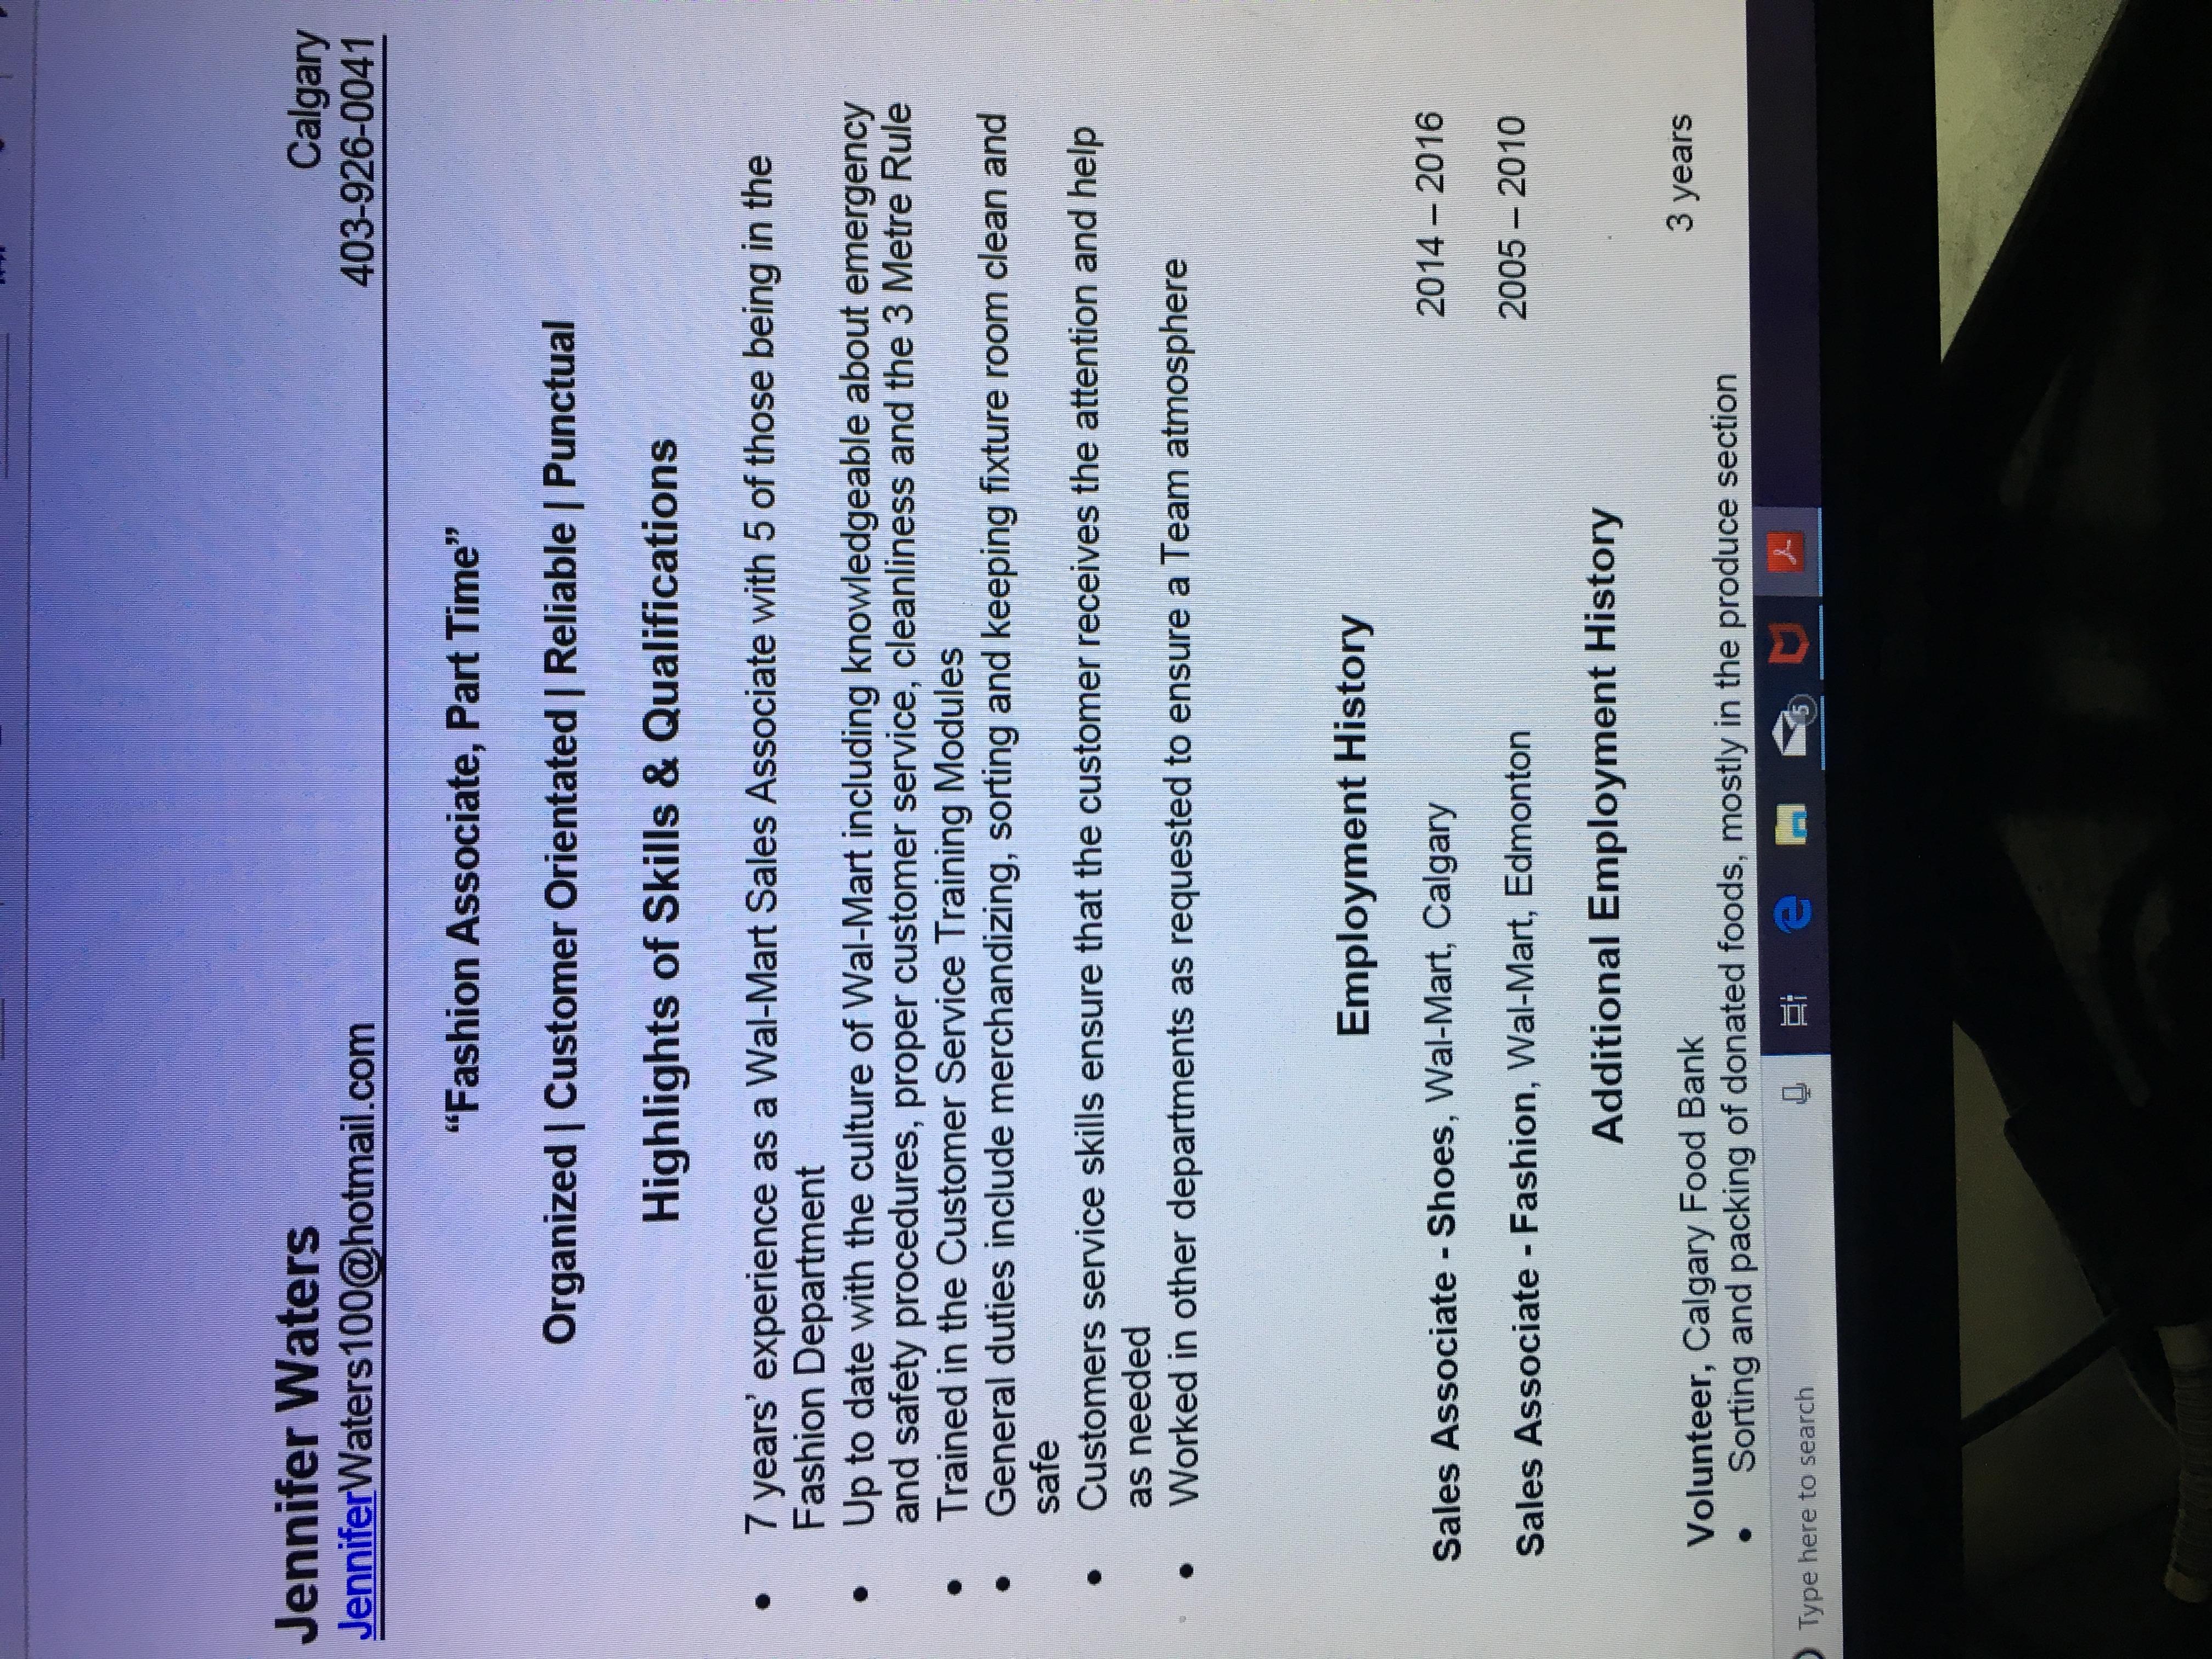 Jennifer Waters
Calgary
JenniferWaters100@hotmail.com
403-926-0041
“Fashion Associate, Part Time”
Organized | Customer Orientated | Reliable | Punctual
Highlights of Skills & Qualifications
• 7 years’ experience as a Wal-Mart Sales Associate with 5 of those being in the
Fashion Department
• Up to date with the culture of Wal-Mart including knowledgeable about emergency
and safety procedures, proper customer service, cleanliness and the 3 Metre Rule
• Trained in the Customer Service Training Modules
• General duties include merchandizing, sorting and keeping fixture room clean and
safe
• Customers service skills ensure that the customer receives the attention and help
as needed
• Worked in other departments as requested to ensure a Team atmosphere
Employment History
Sales Associate - Shoes, Wal-Mart, Calgary 2014 – 2016
Sales Associate - Fashion, Wal-Mart, Edmonton 2005 – 2010
Additional Employment History
Volunteer, Calgary Food Bank 3 years
• Sorting and packing of donated foods, mostly in the produce section
Type here to search
5